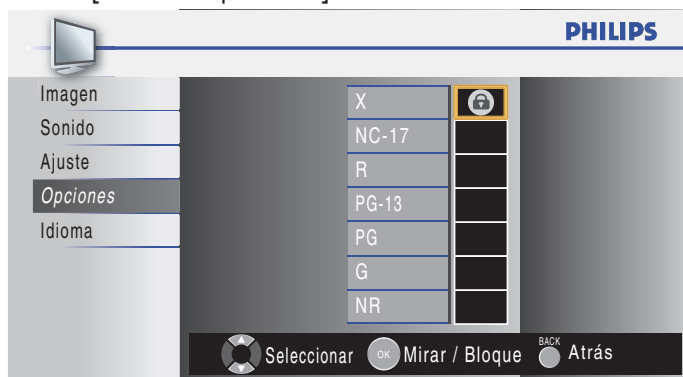 PHILIPS
Imagen
Sonido
Ajuste
Opciones
Idioma
X
NC-17
R
PG-13
PG
G
NR
Seleccionar
OK
Mirar / Bloque
BACK
Atrás